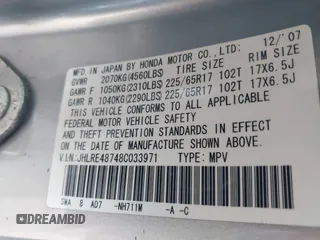 MFD. IN JAPAN BY HONDA MOTOR CO., LTD. 12/'07
GVWR 2070KG(4560LBS) TIRE SIZE RIM SIZE
GAWR F 1050KG(2310LBS) 225/65R17 102T 17X6.5J
GAWR R 1040KG(2290LBS) 225/65R17 102T 17X6.5J
THIS VEHICLE CONFORMS TO ALL APPLICABLE
FEDERAL MOTOR VEHICLE SAFETY AND THEFT
PREVENTION STANDARDS IN EFFECT ON THE DATE OF
MANUFACTURE SHOWN ABOVE.
V.I.N. JHLRE48748C033971 TYPE: MPV
SWA 8 AD7 -NH711M -A -C
DVABID.COM